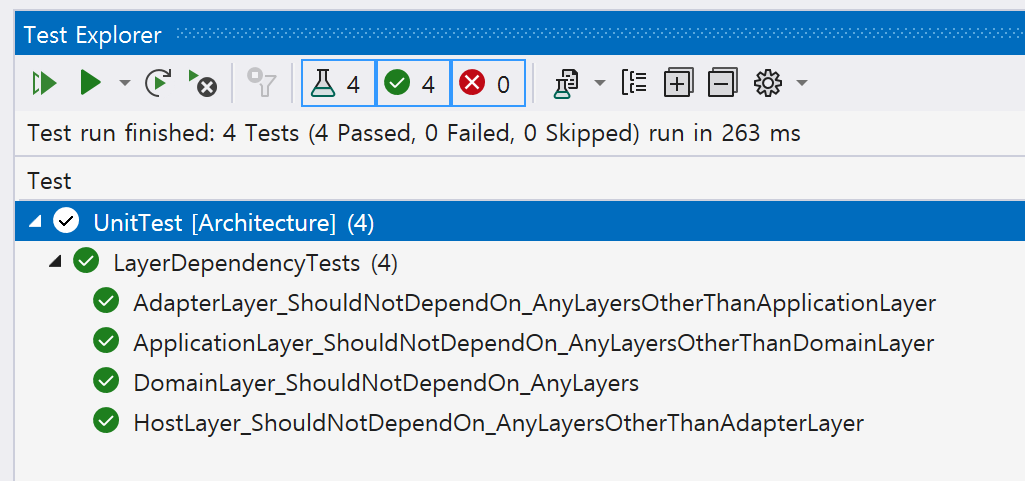 Test Explorer
4 4 0
Test run finished: 4 Tests (4 Passed, 0 Failed, 0 Skipped) run in 263 ms
Test
UnitTest [Architecture] (4)
LayerDependencyTests (4)
AdapterLayer_ShouldNotDependOn_AnyLayersOtherThanApplicationLayer
ApplicationLayer_ShouldNotDependOn_AnyLayersOtherThanDomainLayer
DomainLayer_ShouldNotDependOn_AnyLayers
HostLayer_ShouldNotDependOn_AnyLayersOtherThanAdapterLayer